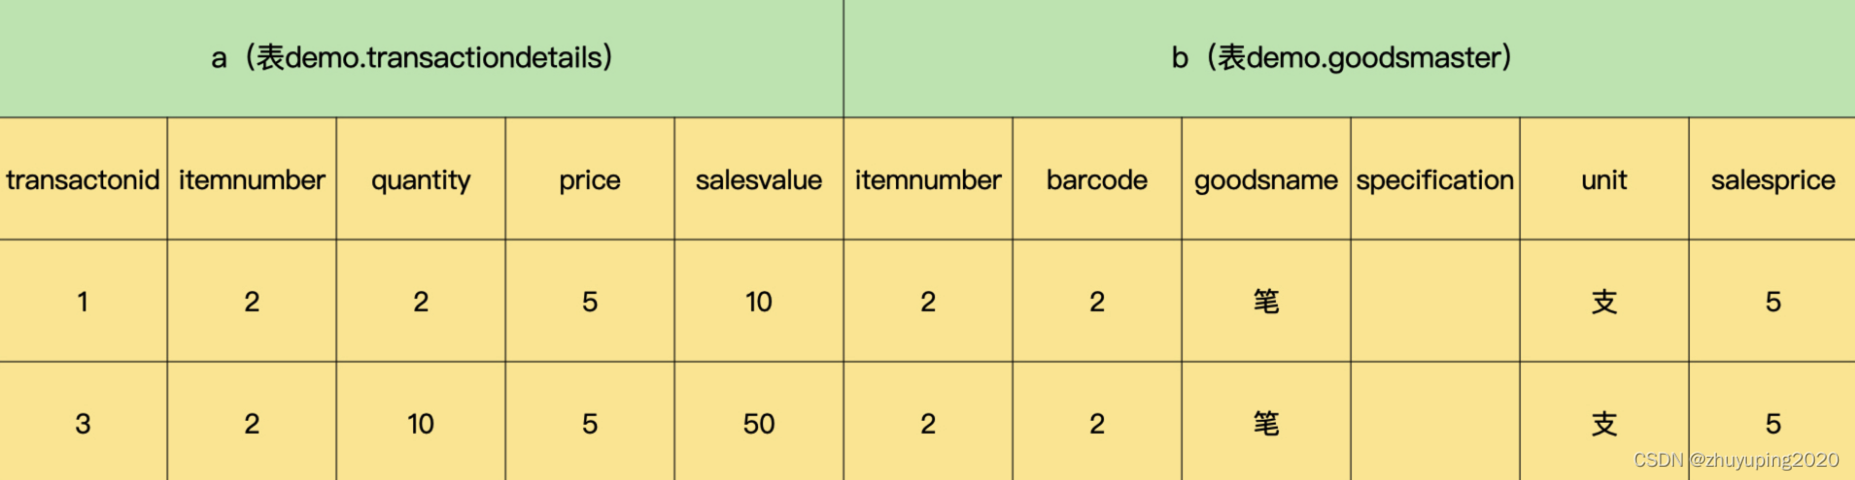 a（表demo.transactiondetails） b（表demo.goodsmaster）
transactonid itemnumber quantity price salesvalue itemnumber barcode goodsname specification unit salesprice
1 2 2 5 10 2 2 笔 支 5
3 2 10 5 50 2 2 笔 支 5
CSDN @zhuyuping2020